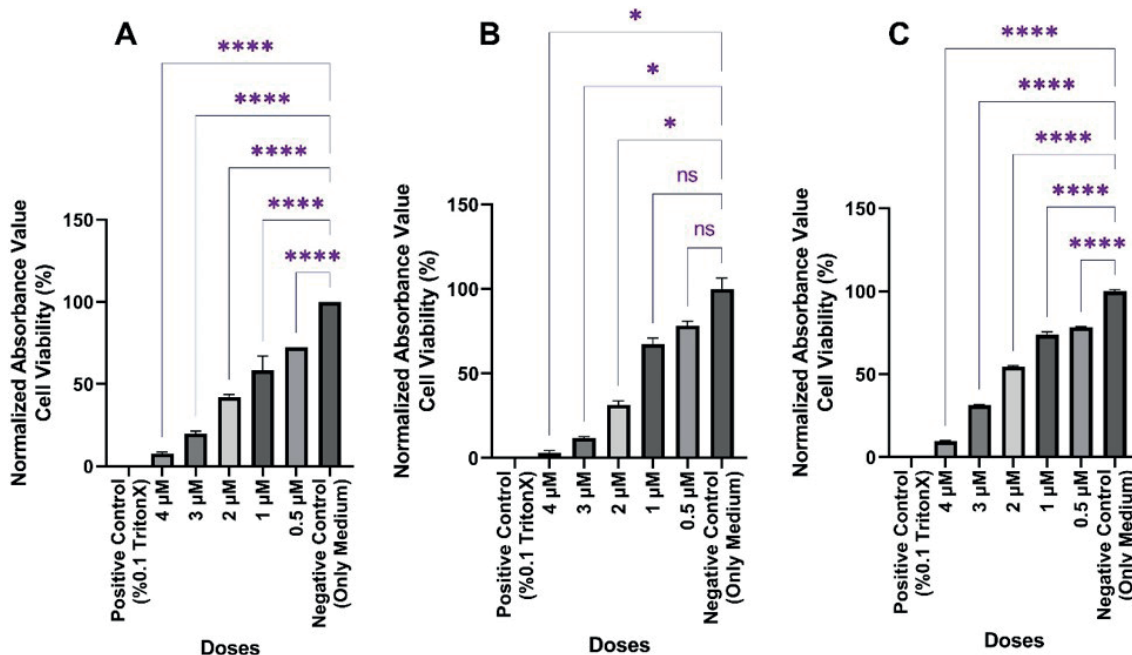 A
****
****
****
****
****
Normalized Absorbance Value
Cell Viability (%)
150
100
50
0
Positive Control
(%0.1 TritonX)
4 µM
3 µM
2 µM
1 µM
0.5 µM
Negative Control
(Only Medium)
Doses
B
*
*
*
ns
ns
Normalized Absorbance Value
Cell Viability (%)
150
100
50
0
Positive Control
(%0.1 TritonX)
4 µM
3 µM
2 µM
1 µM
0.5 µM
Negative Control
(Only Medium)
Doses
C
****
****
****
****
****
Normalized Absorbance Value
Cell Viability (%)
150
100
50
0
Positive Control
(%0.1 TritonX)
4 µM
3 µM
2 µM
1 µM
0.5 µM
Negative Control
(Only Medium)
Doses